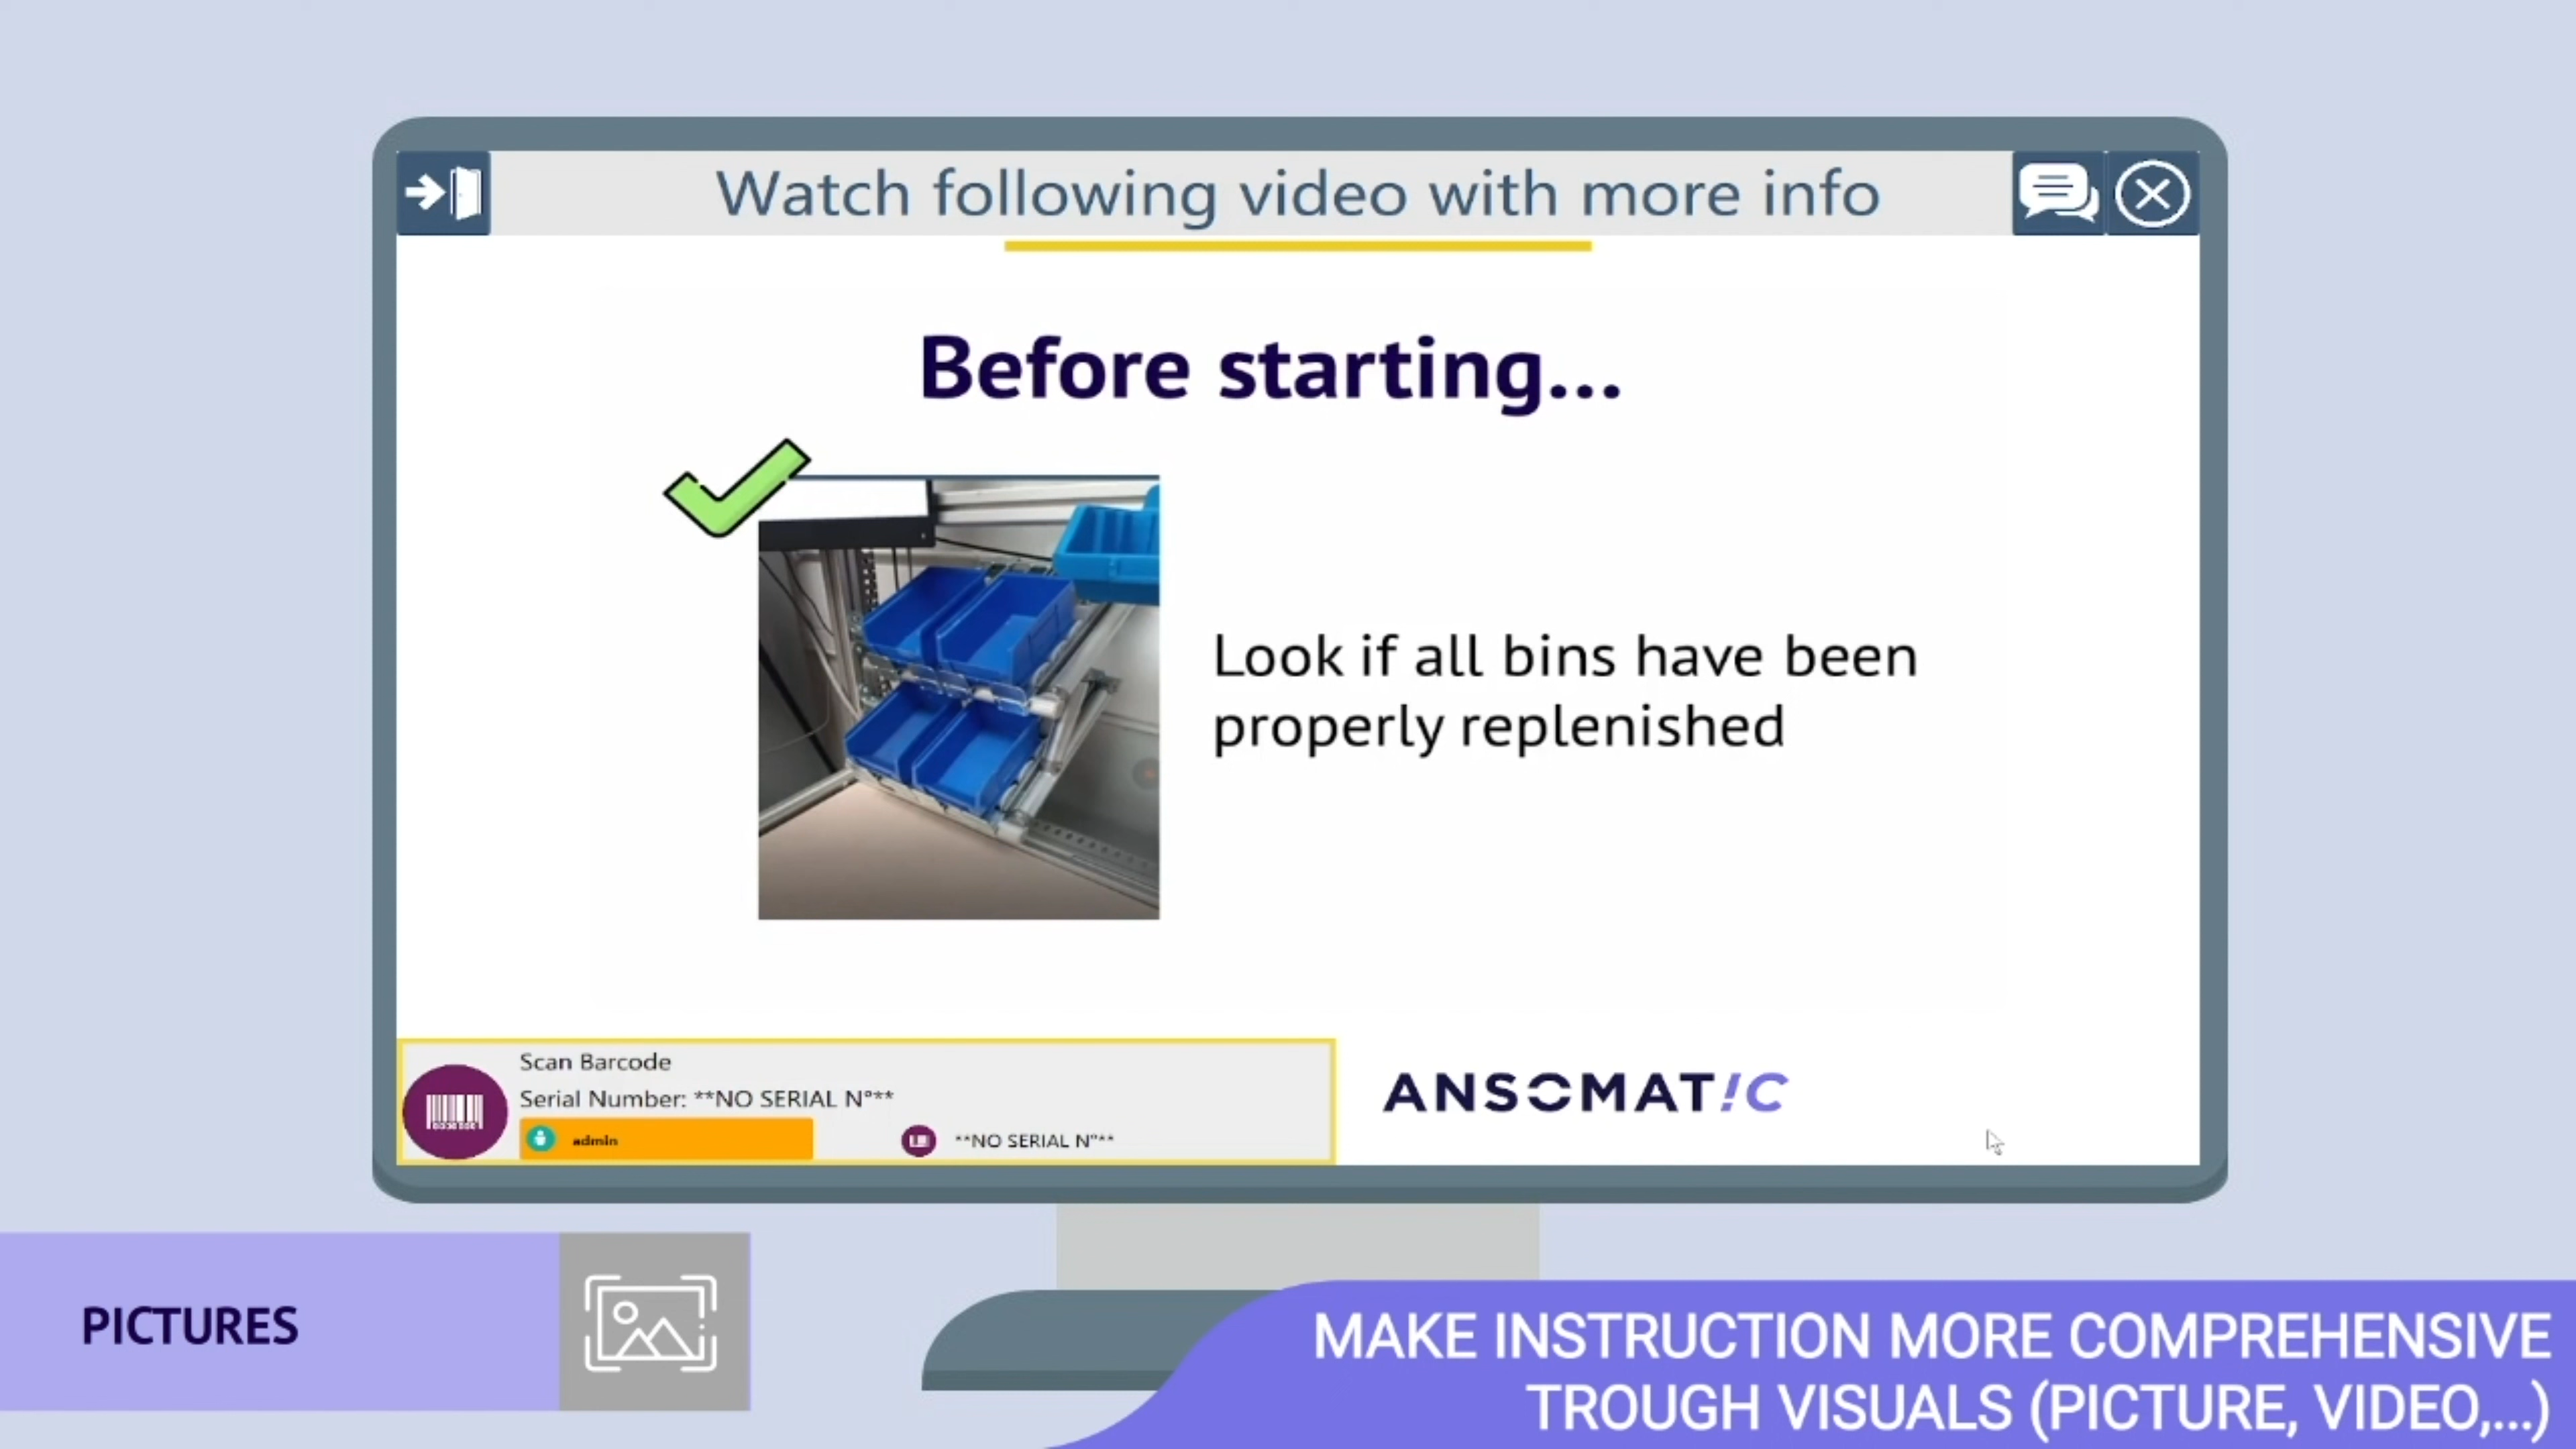 Watch following video with more info
Before starting...
Look if all bins have been
properly replenished
Scan Barcode
Serial Number: **NO SERIAL N°**
admin
**NO SERIAL N°**
ANSOMAT!C
PICTURES
MAKE INSTRUCTION MORE COMPREHENSIVE
TROUGH VISUALS (PICTURE, VIDEO,...)